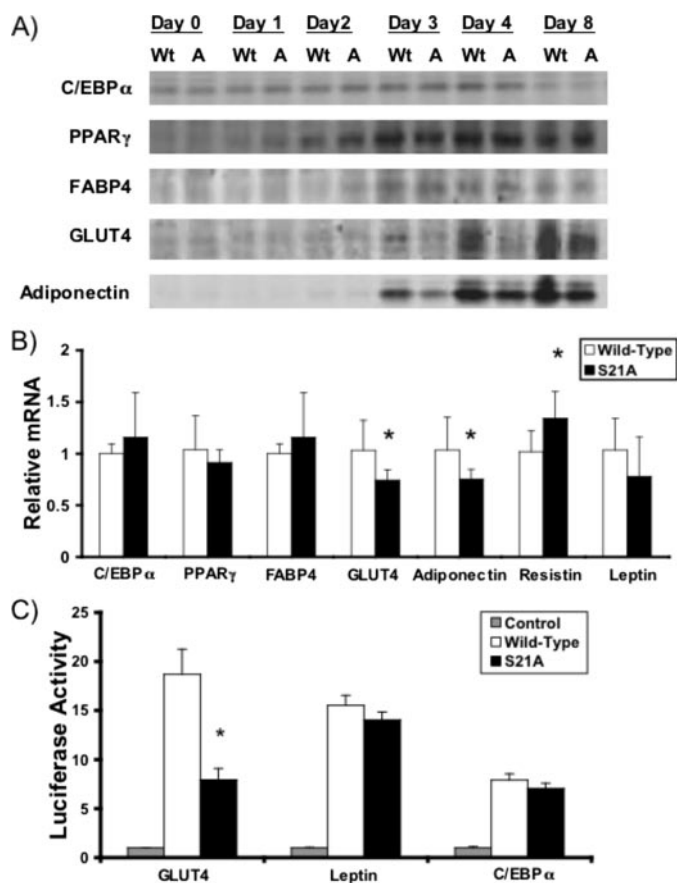 A)
Day 0 Day 1 Day2 Day 3 Day 4 Day 8
Wt A Wt A Wt A Wt A Wt A Wt A
C/EBPα
PPARγ
FABP4
GLUT4
Adiponectin
B)
2
1.5
1
0.5
0
Relative mRNA
* * *
Wild-Type
S21A
C/EBPα PPARγ FABP4 GLUT4 Adiponectin Resistin Leptin
C)
25
20
15
10
5
0
Luciferase Activity
*
Control
Wild-Type
S21A
GLUT4 Leptin C/EBPα